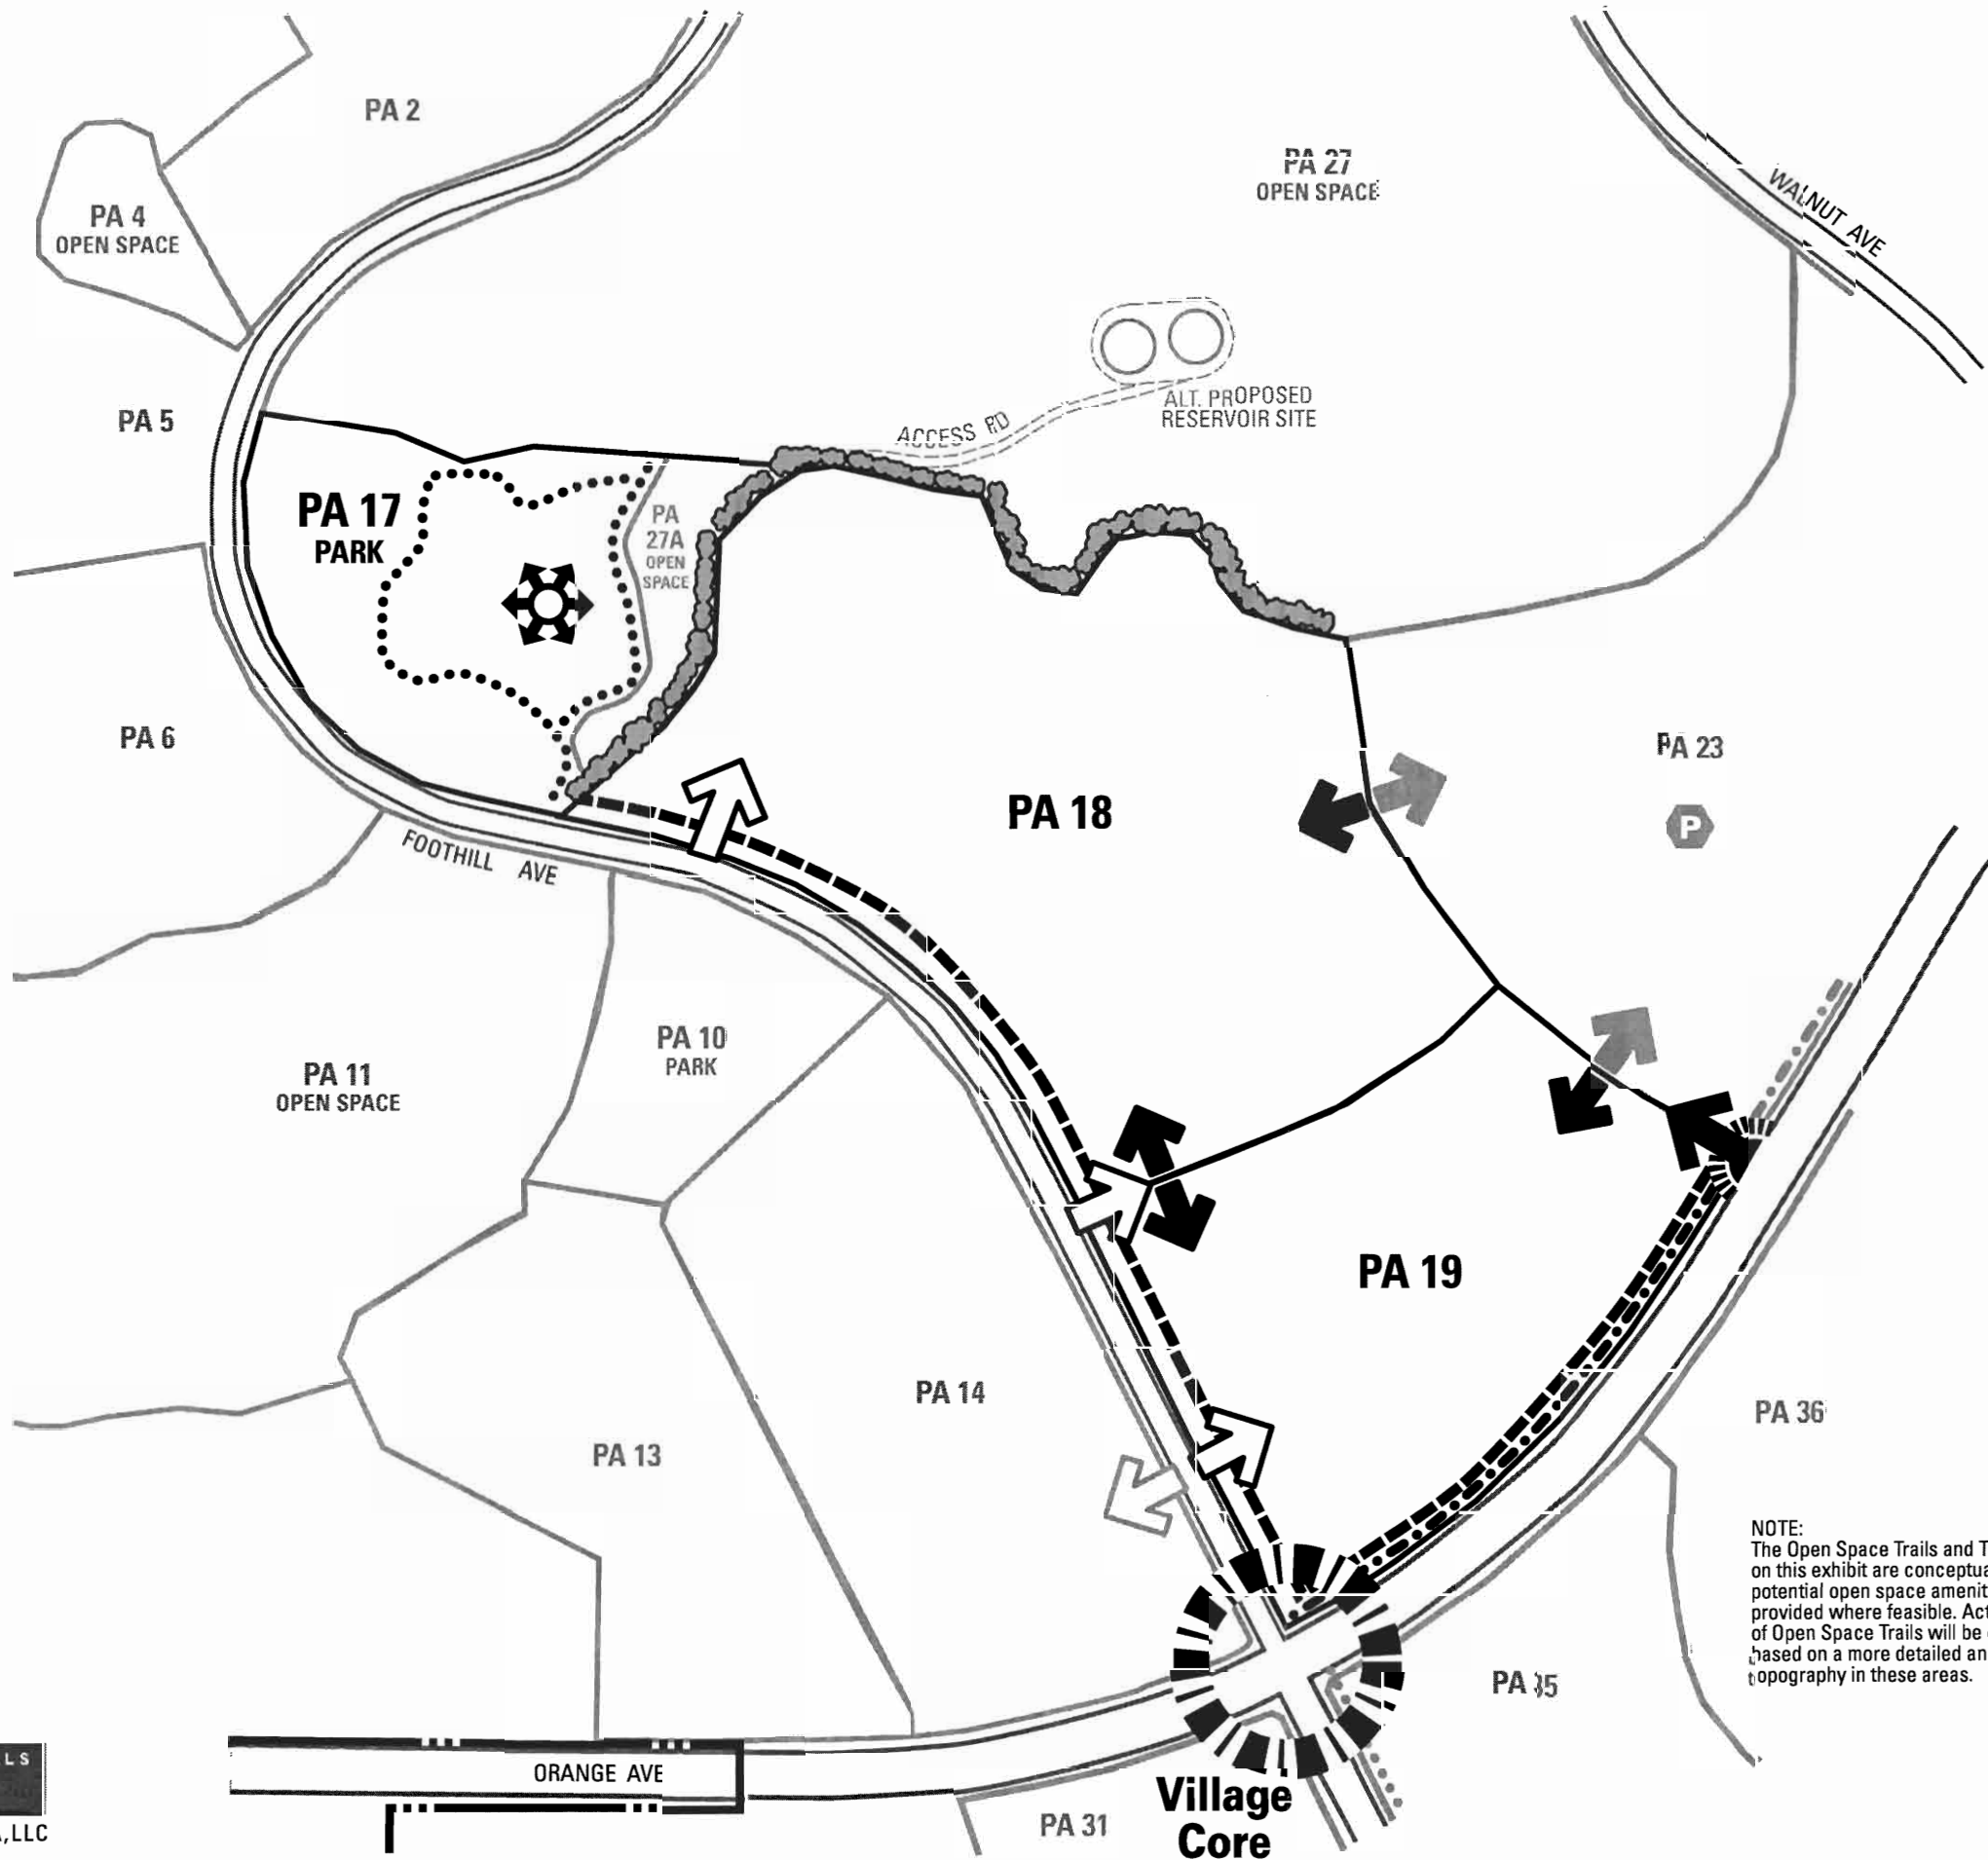 PA 2
PA 27
OPEN SPACE
WALNUT AVE
PA 4
OPEN SPACE
ALT. PROPOSED
RESERVOIR SITE
ACCESS RD
PA 5
PA 17
PARK
PA
27A
OPEN
SPACE
PA 6
PA 23
P
PA 18
FOOTHILL AVE
PA 10
PARK
PA 11
OPEN SPACE
PA 19
PA 14
PA 36
PA 13
NOTE:
The Open Space Trails and T
on this exhibit are conceptua
potential open space amenit
provided where feasible. Act
of Open Space Trails will be
based on a more detailed an
topography in these areas.
PA 35
LS
ORANGE AVE
Village
Core
PA 31
,LLC